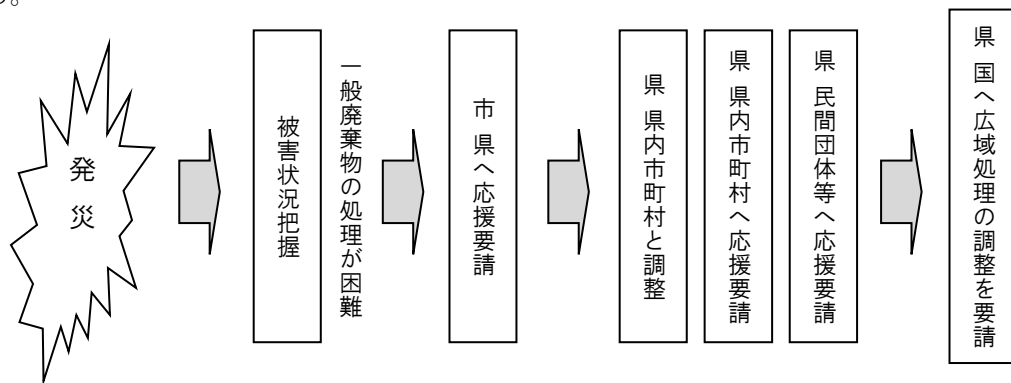 る。
発災
被害状況把握
一般廃棄物の処理が困難
市 県へ応援要請
県 県内市町村と調整
県 県内市町村へ応援要請
県 民間団体等へ応援要請
県 国へ広域処理の調整を要請